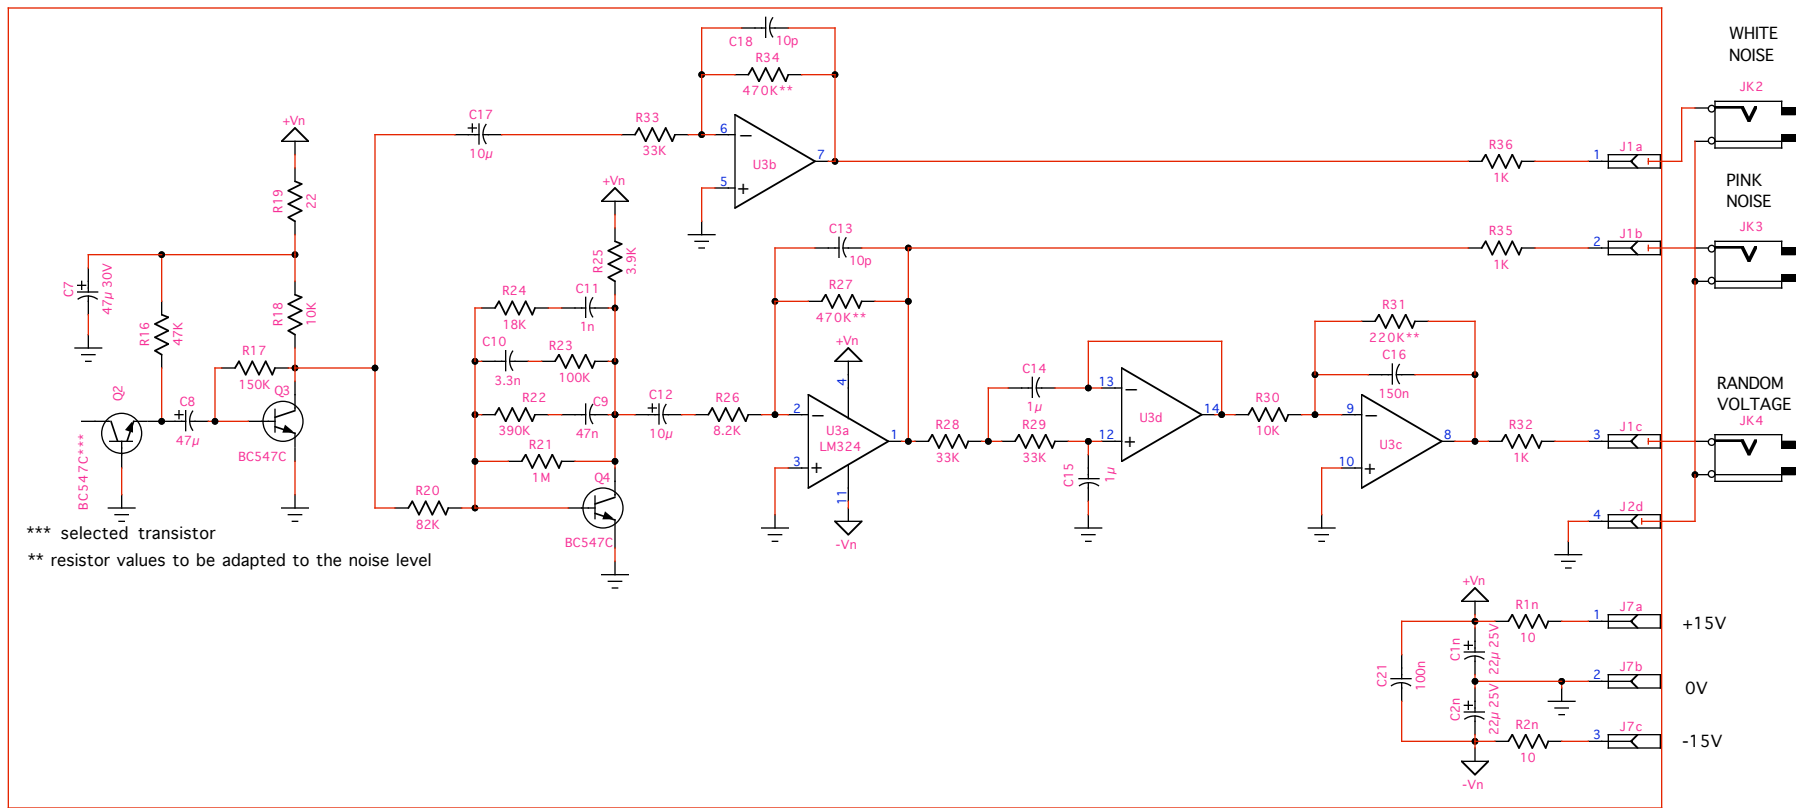 WHITE
NOISE
JK2
C18 10p
R34
470K**
C17
10µ
R33
33K
6
5
7
U3b
R36
1K
1 J1a
PINK
NOISE
JK3
+Vn
R19
22
+Vn
R25
3.9K
C13
10p
R35
1K
2 J1b
C7
47µ 30V
R16
47K
R18
10K
R24
18K
C11
1n
R27
470K**
R31
220K**
C16
150n
R17
150K
C10
3.3n
R23
100K
+Vn
4
C14
1µ
13
12
14
U3d
RANDOM
VOLTAGE
JK4
Q2
BC547C***
C8
47µ
Q3
BC547C
R22
390K
C9
47n
C12
10µ
R26
8.2K
2
3
1
U3a
LM324
11
-Vn
R28
33K
R29
33K
C15
1µ
R30
10K
9
10
8
U3c
R32
1K
3 J1c
R21
1M
Q4
BC547C
R20
82K
4 J2d
*** selected transistor
** resistor values to be adapted to the noise level
+Vn
R1n
10
1 J7a
+15V
C21
100n
C1n
22µ 25V
2 J7b
0V
C2n
22µ 25V
R2n
10
3 J7c
-15V
-Vn